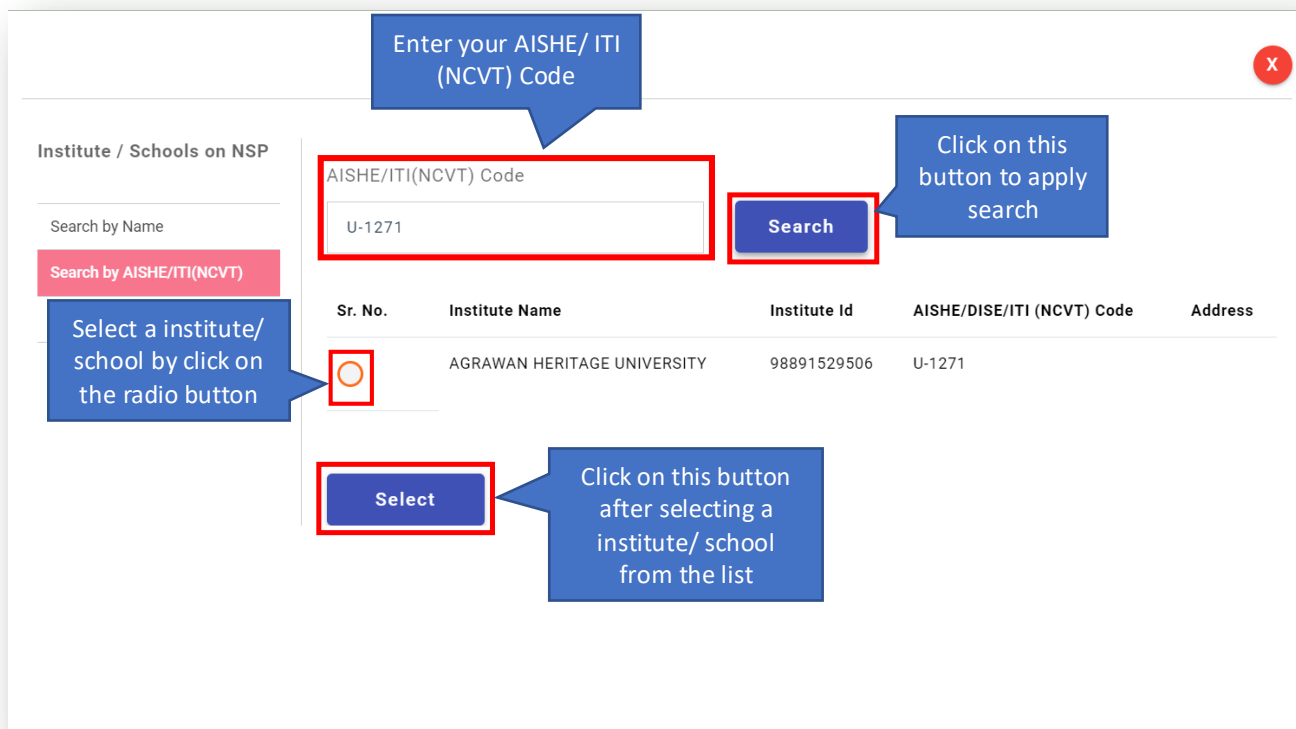 Enter your AISHE/ ITI
(NCVT) Code
X
Institute / Schools on NSP
Search by Name
Search by AISHE/ITI(NCVT)
AISHE/ITI(NCVT) Code
U-1271
Search
Click on this
button to apply
search
Select a institute/
school by click on
the radio button
Sr. No. Institute Name Institute Id AISHE/DISE/ITI (NCVT) Code Address
AGRAWAN HERITAGE UNIVERSITY 98891529506 U-1271
Select
Click on this button
after selecting a
institute/ school
from the list